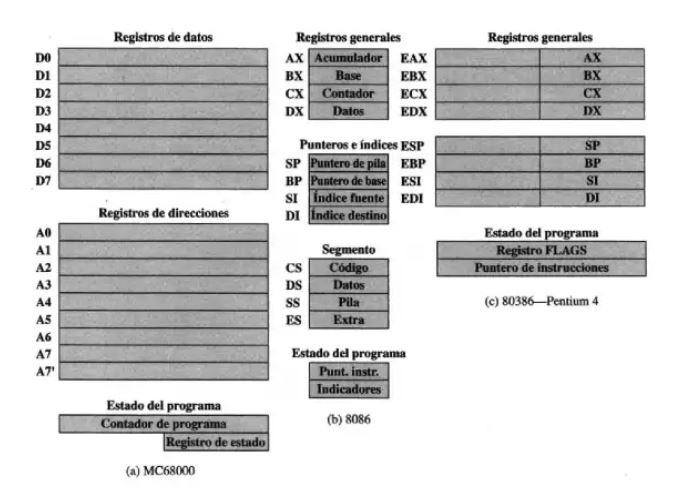 Registros de datos
D0
D1
D2
D3
D4
D5
D6
D7
Registros de direcciones
A0
A1
A2
A3
A4
A5
A6
A7
A7'
Estado del programa
Contador de programa
Registro de estado
(a) MC68000
Registros generales
AX Acumulador
BX Base
CX Contador
DX Datos
Punteros e índices
SP Puntero de pila
BP Puntero de base
SI Índice fuente
DI Índice destino
Segmento
CS Código
DS Datos
SS Pila
ES Extra
Estado del programa
Punt. instr.
Indicadores
(b) 8086
Registros generales
EAX AX
EBX BX
ECX CX
EDX DX
ESP SP
EBP BP
ESI SI
EDI DI
Estado del programa
Registro FLAGS
Puntero de instrucciones
(c) 80386—Pentium 4